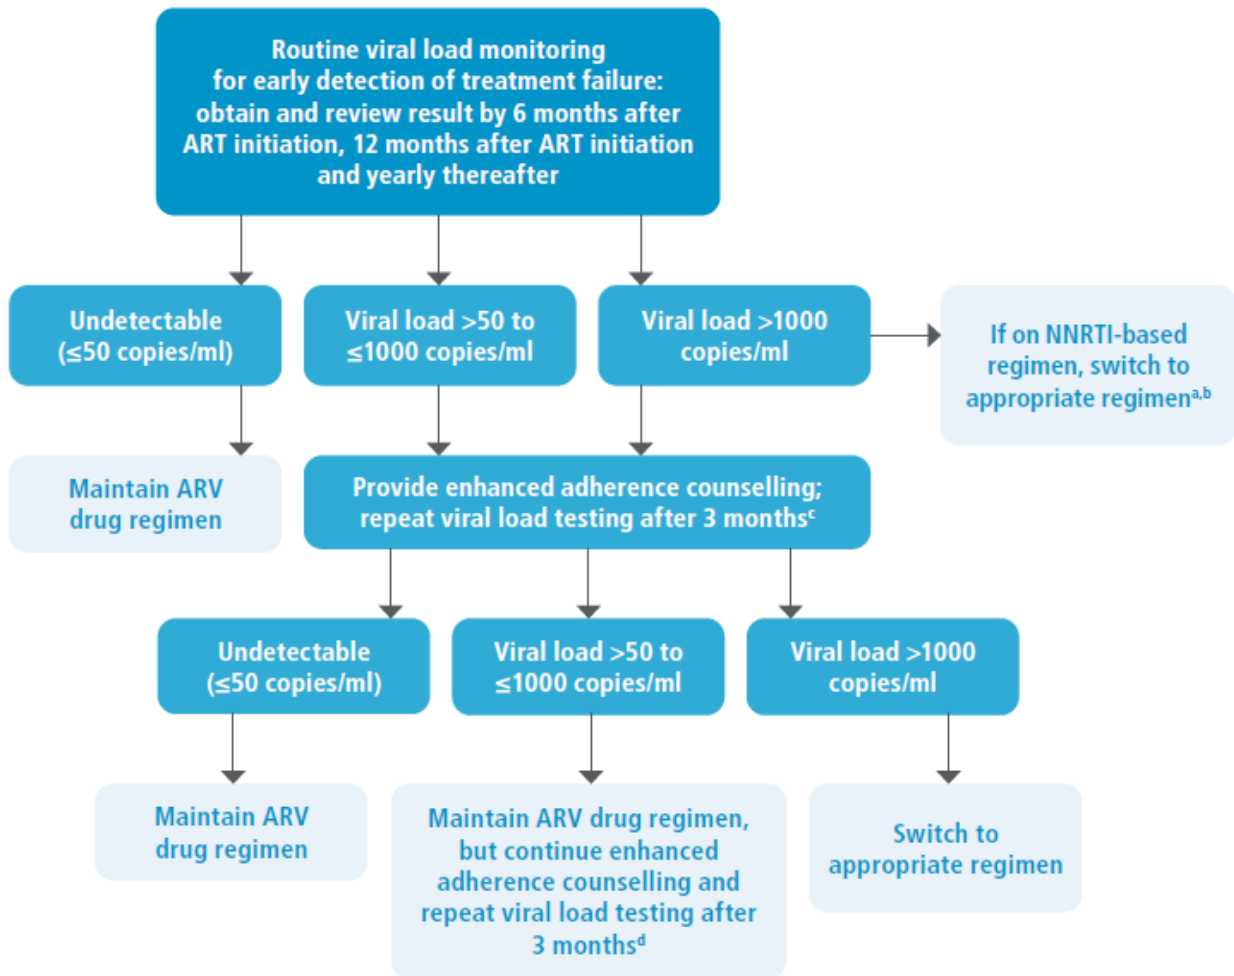 Routine viral load monitoring
for early detection of treatment failure:
obtain and review result by 6 months after
ART initiation, 12 months after ART initiation
and yearly thereafter
Undetectable
(≤50 copies/ml)
Viral load >50 to
≤1000 copies/ml
Viral load >1000
copies/ml
If on NNRTI-based
regimen, switch to
appropriate regimenᵃ,ᵇ
Maintain ARV
drug regimen
Provide enhanced adherence counselling;
repeat viral load testing after 3 monthsᶜ
Undetectable
(≤50 copies/ml)
Viral load >50 to
≤1000 copies/ml
Viral load >1000
copies/ml
Maintain ARV
drug regimen
Maintain ARV drug regimen,
but continue enhanced
adherence counselling and
repeat viral load testing after
3 monthsᵈ
Switch to
appropriate regimen